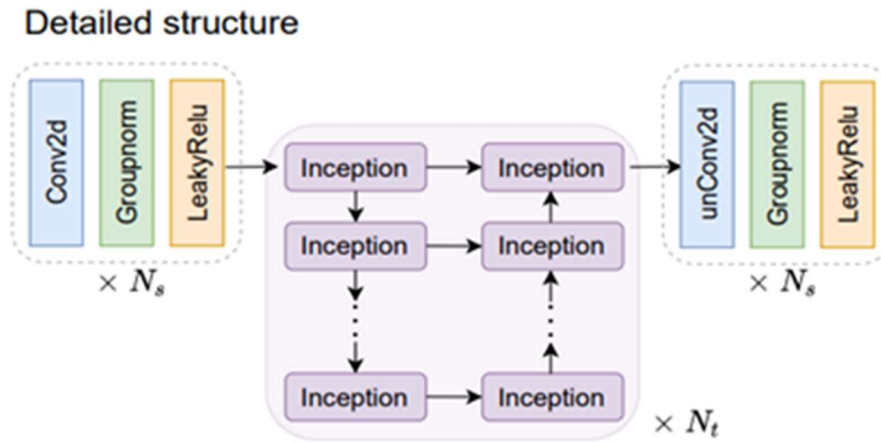 Detailed structure
Conv2d
Groupnorm
LeakyRelu
× N_s
Inception
Inception
Inception
Inception
Inception
Inception
× N_t
unConv2d
Groupnorm
LeakyRelu
× N_s